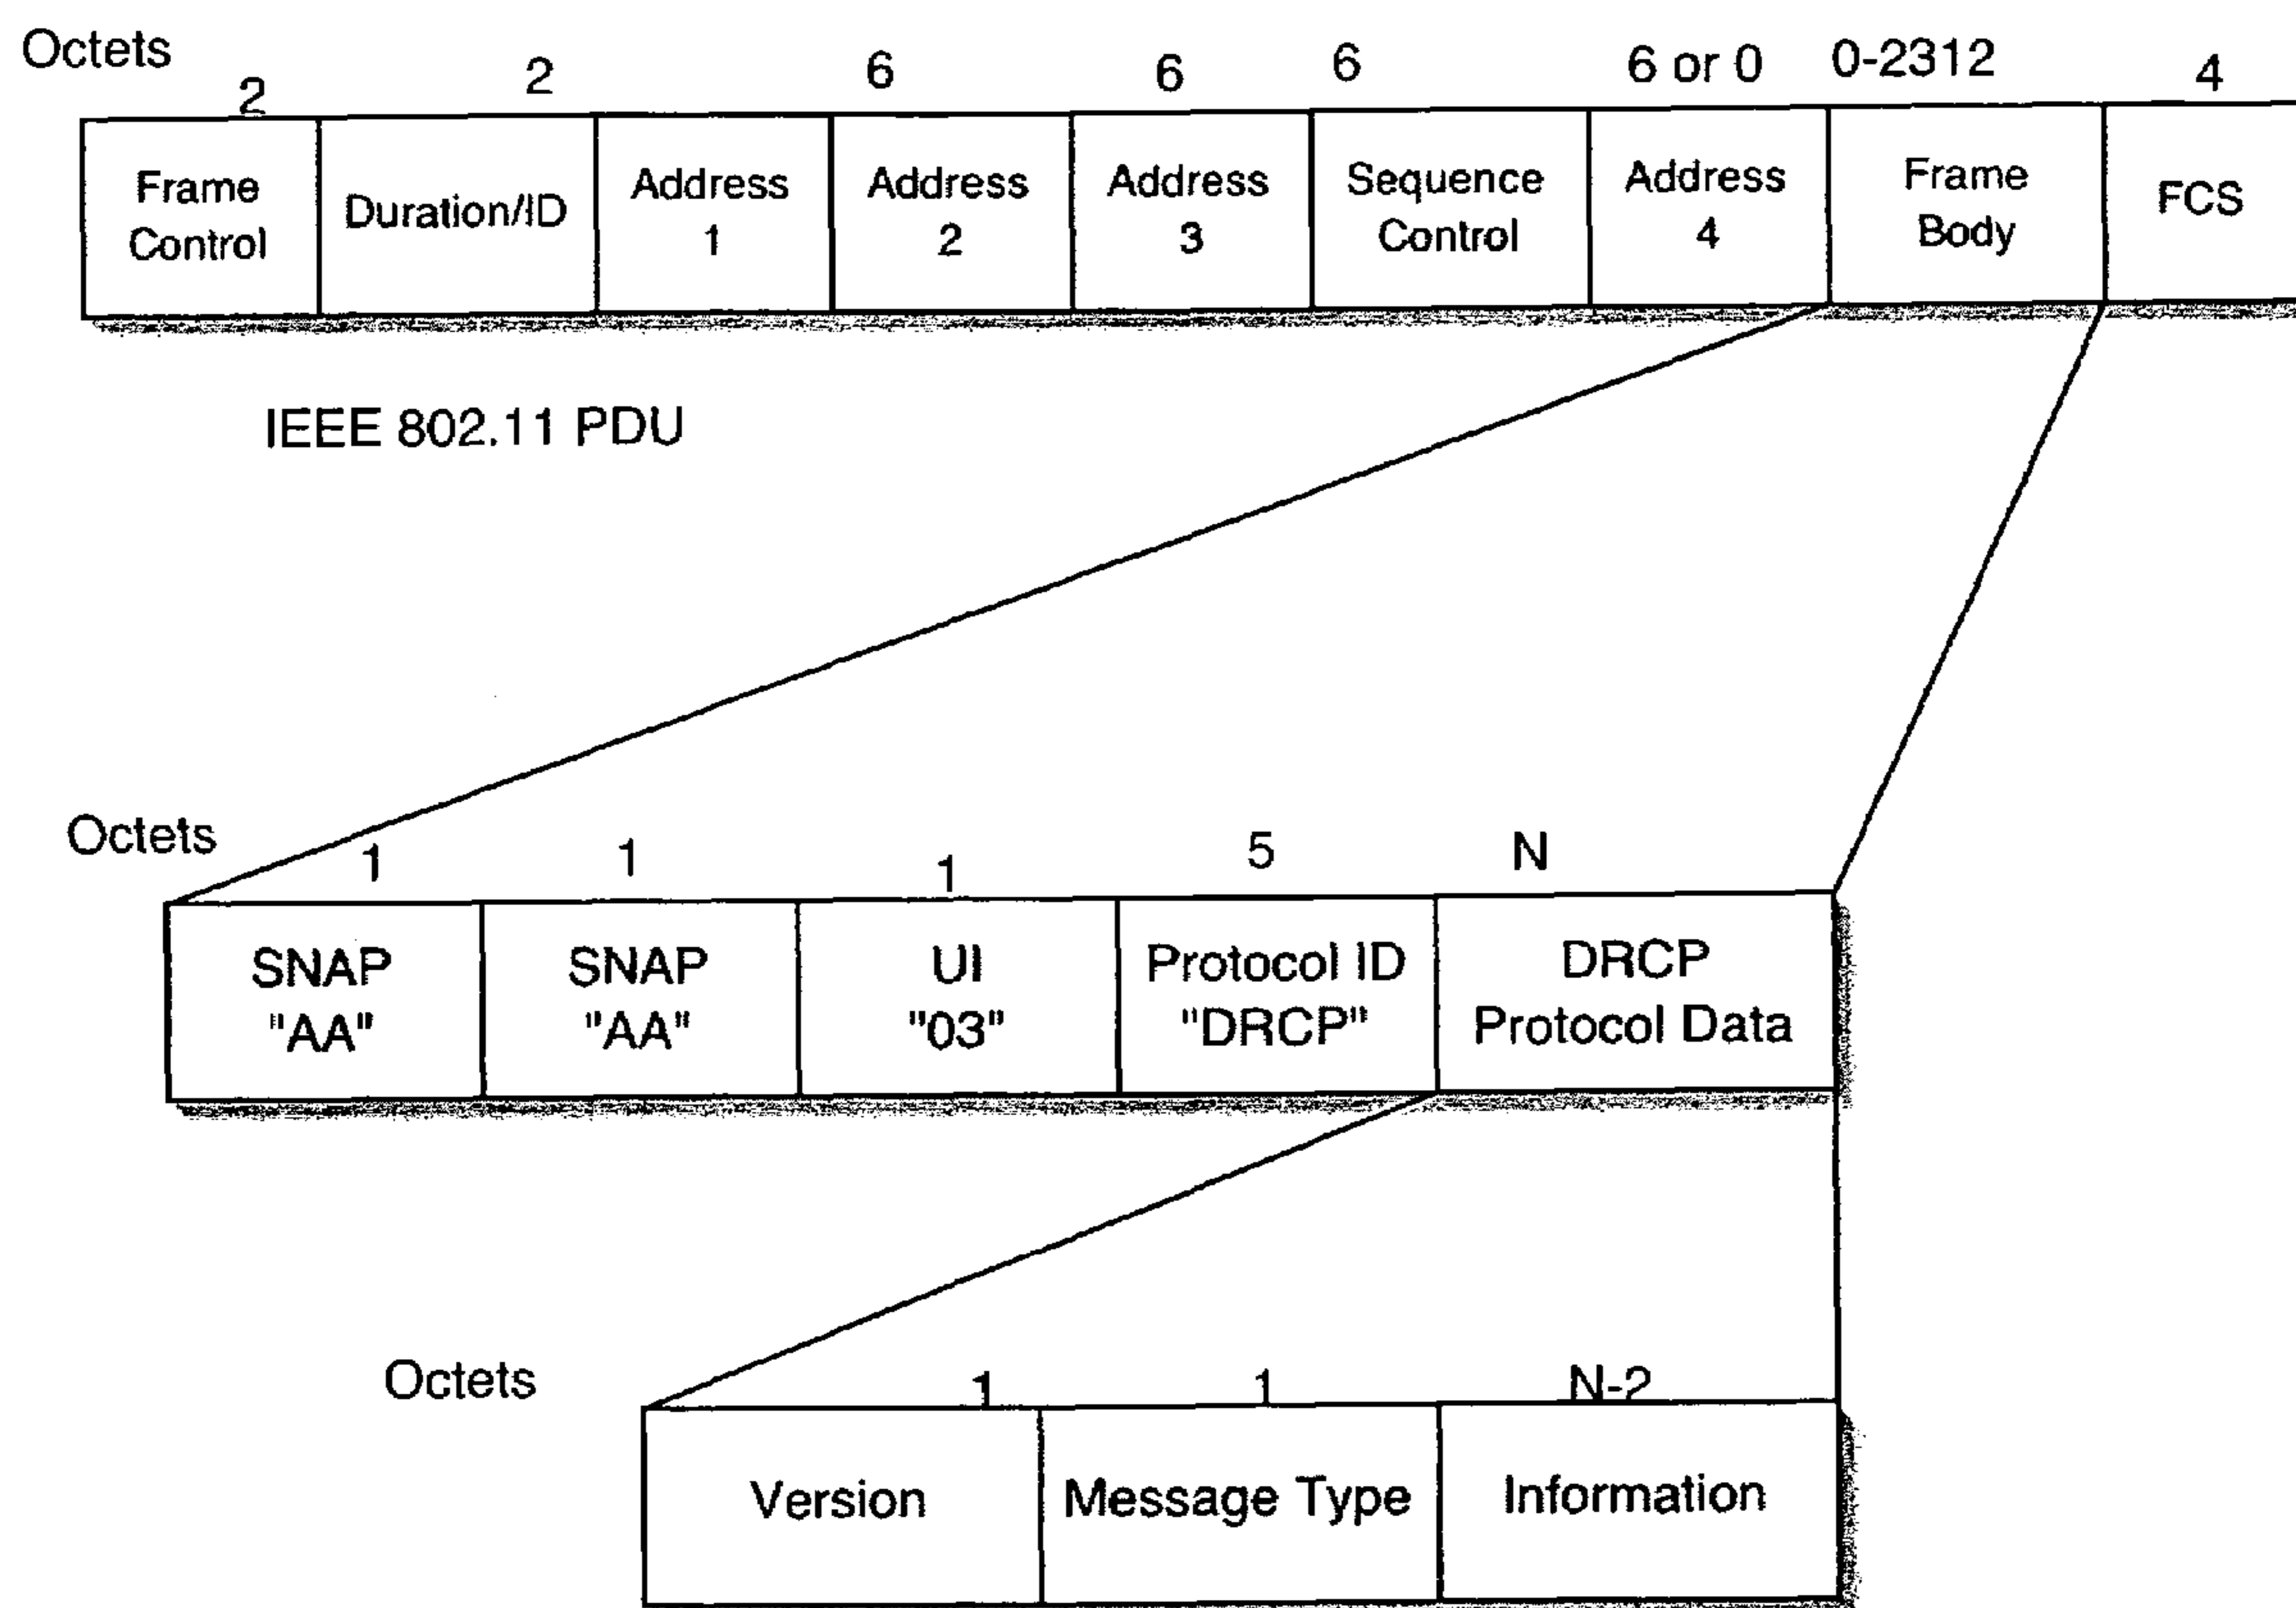 Octets 2 2 6 6 6 6 or 0 0-2312 4
Frame Control Duration/ID Address 1 Address 2 Address 3 Sequence Control Address 4 Frame Body FCS
IEEE 802.11 PDU
Octets 1 1 1 5 N
SNAP "AA" SNAP "AA" UI "03" Protocol ID "DRCP" DRCP Protocol Data
Octets 1 1 N-2
Version Message Type Information